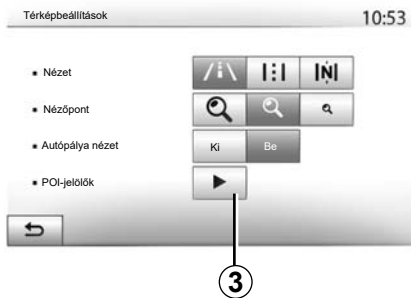 Térképbeállítások 10:53
▪ Nézet N
▪ Nézőpont
▪ Autópálya nézet Ki Be
▪ POI-jelölők
3